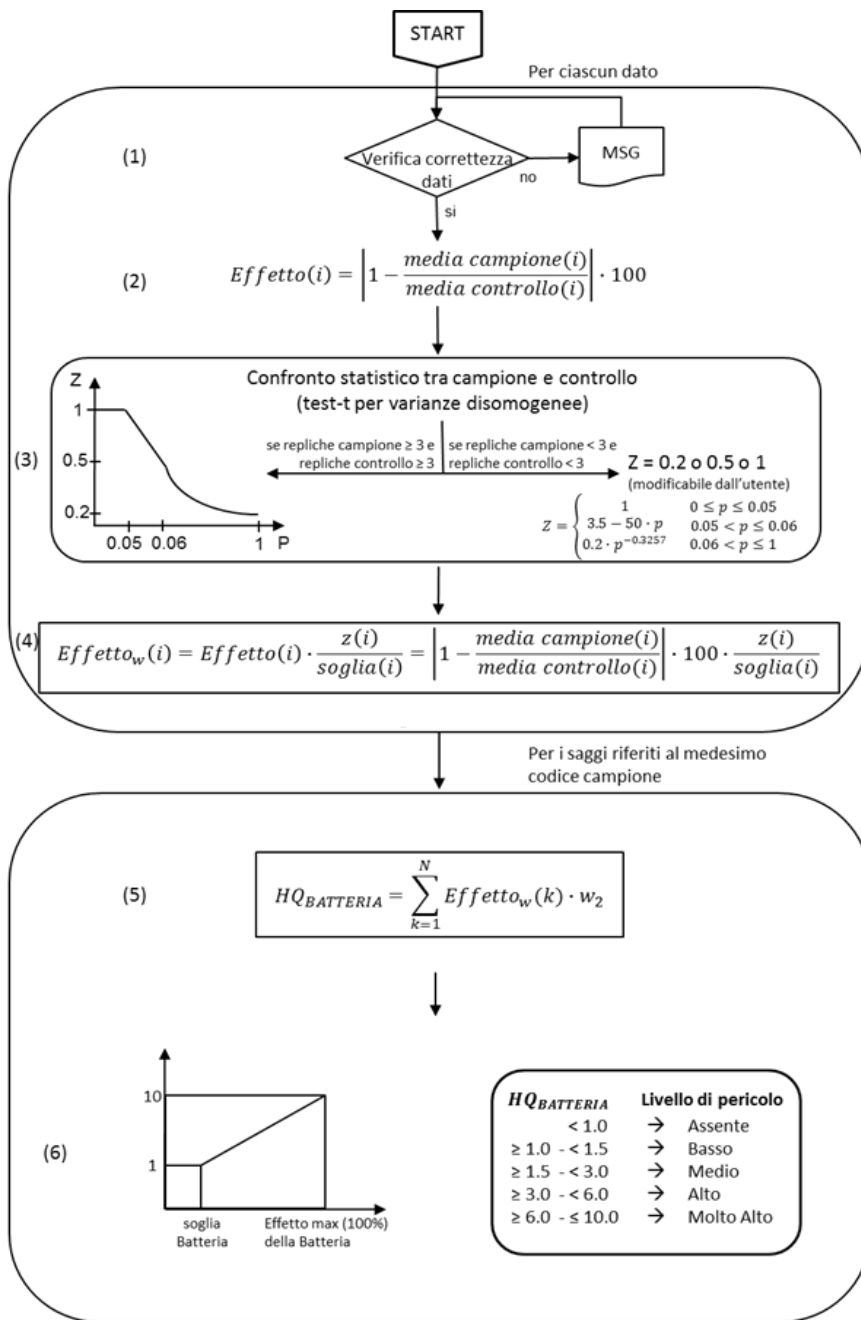 START
Per ciascun dato
(1)
Verifica correttezza
dati
no
MSG
si
(2)
Effetto(i) = |1 − media campione(i) / media controllo(i)| · 100
(3)
Confronto statistico tra campione e controllo
(test-t per varianze disomogenee)
Z
1
0.5
0.2
0.05 0.06 1 P
se repliche campione ≥ 3 e
repliche controllo ≥ 3
se repliche campione < 3 e
repliche controllo < 3
Z = 0.2 o 0.5 o 1
(modificabile dall'utente)
Z = {
1 0 ≤ p ≤ 0.05
3.5 − 50 · p 0.05 < p ≤ 0.06
0.2 · p^−0.3257 0.06 < p ≤ 1
(4)
Effetto_w(i) = Effetto(i) · z(i) / soglia(i) = |1 − media campione(i) / media controllo(i)| · 100 · z(i) / soglia(i)
Per i saggi riferiti al medesimo
codice campione
(5)
HQ_BATTERIA = ∑_{k=1}^{N} Effetto_w(k) · w_2
(6)
10
1
soglia
Batteria
Effetto max (100%)
della Batteria
HQ_BATTERIA Livello di pericolo
< 1.0 → Assente
≥ 1.0 - < 1.5 → Basso
≥ 1.5 - < 3.0 → Medio
≥ 3.0 - < 6.0 → Alto
≥ 6.0 - ≤ 10.0 → Molto Alto